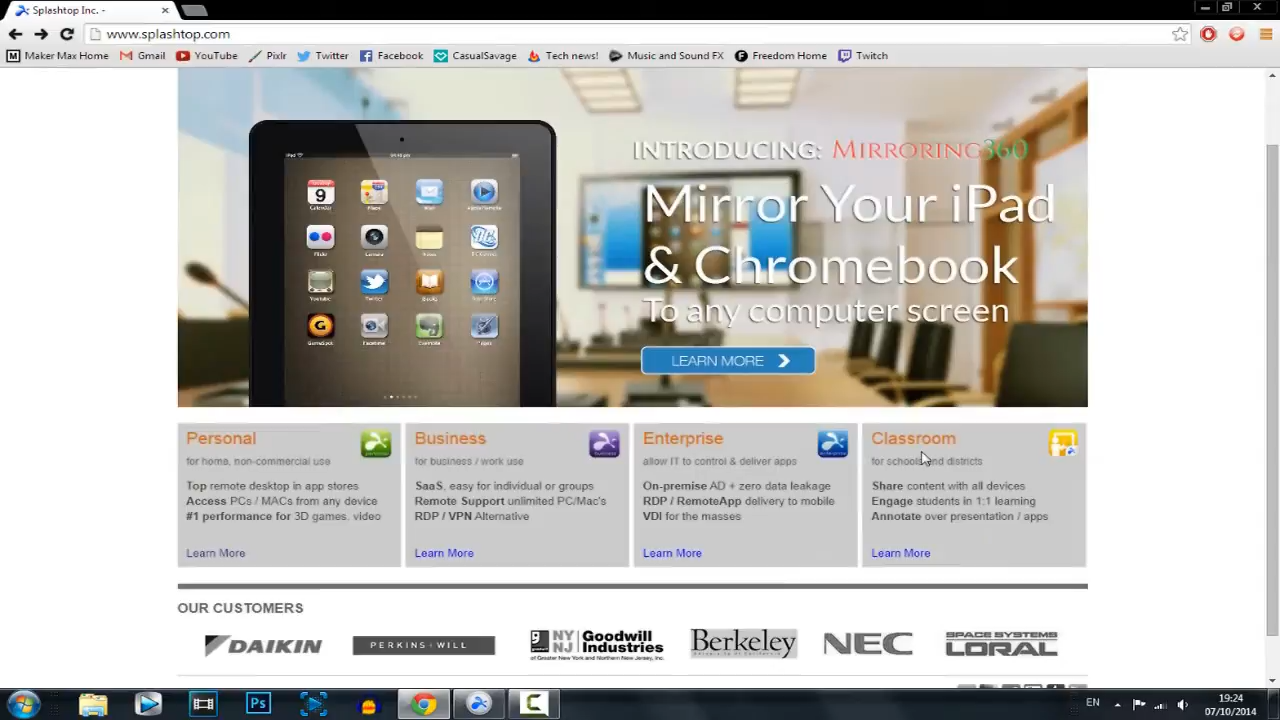 Splashtop Inc. -
www.splashtop.com
Maker Max Home Gmail YouTube Pixlr Twitter Facebook CasualSavage Tech news! Music and Sound FX Freedom Home Twitch
INTRODUCING: MIRRORING360
Mirror Your iPad
& Chromebook
To any computer screen
LEARN MORE
Personal
for home, non-commercial use
Top remote desktop in app stores
Access PCs / MACs from any device
#1 performance for 3D games, video
Learn More
Business
for business / work use
SaaS, easy for individual or groups
Remote Support unlimited PC/Mac's
RDP / VPN Alternative
Learn More
Enterprise
allow IT to control & deliver apps
On-premise AD + zero data leakage
RDP / RemoteApp delivery to mobile
VDI for the masses
Learn More
Classroom
for schools and districts
Share content with all devices
Engage students in 1:1 learning
Annotate over presentation / apps
Learn More
OUR CUSTOMERS
DAIKIN
PERKINS+WILL
NY NJ Goodwill Industries
of Greater New York and Northern New Jersey, Inc.
Berkeley
NEC
SPACE SYSTEMS
LORAL
EN
19:24
07/10/2014